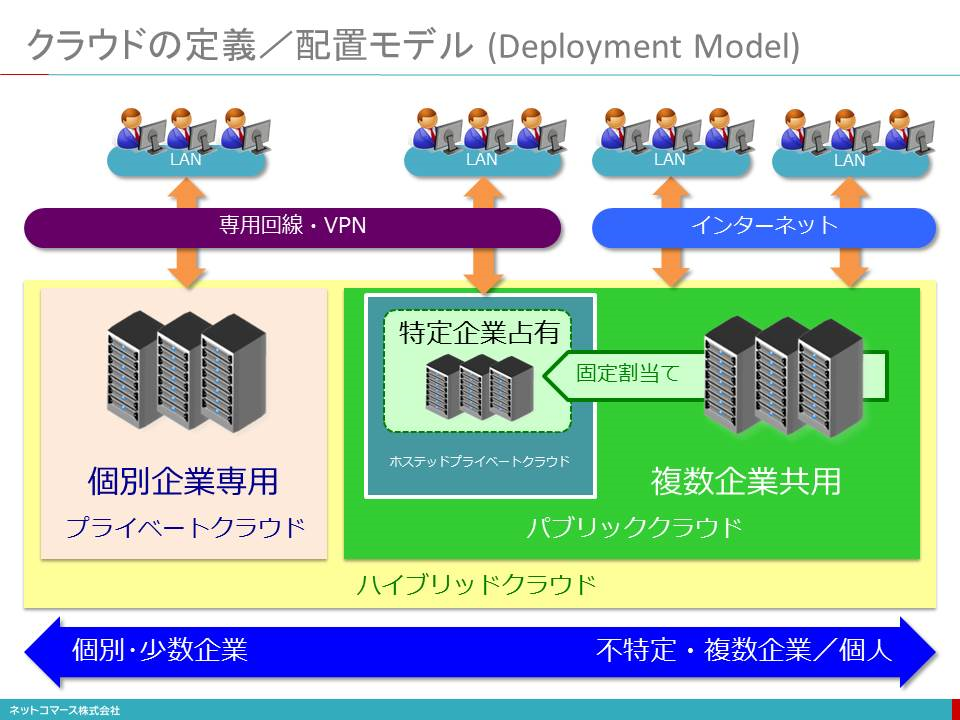 クラウドの定義／配置モデル (Deployment Model)
LAN
LAN
LAN
LAN
専用回線・VPN
インターネット
特定企業占有
固定割当て
ホステッドプライベートクラウド
個別企業専用
複数企業共用
プライベートクラウド
パブリッククラウド
ハイブリッドクラウド
個別・少数企業
不特定・複数企業／個人
ネットコマース株式会社